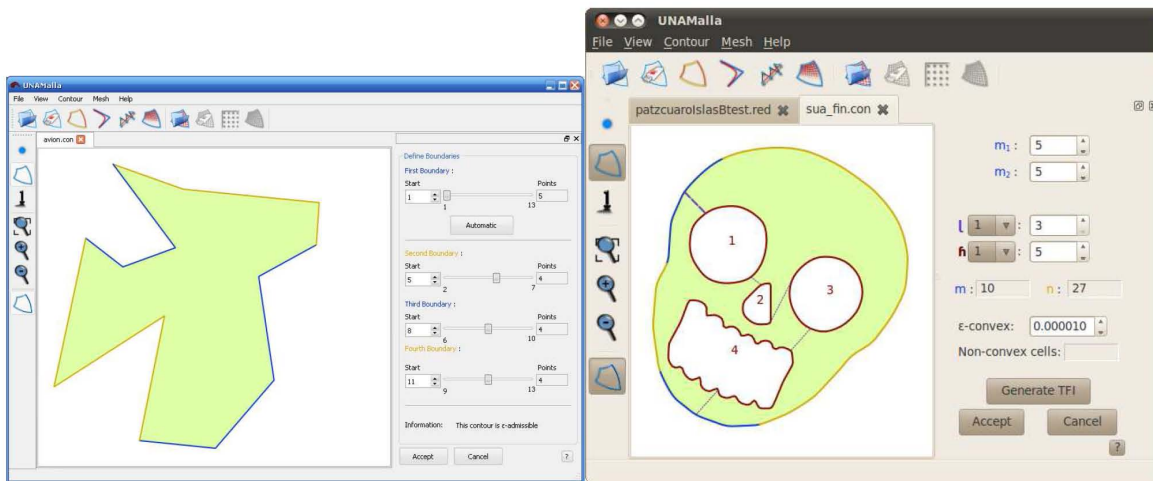 UNAMalla
File View Contour Mesh Help
avion.con
Define Boundaries
First Boundary :
Start Points
1 5
1 13
Automatic
Second Boundary :
Start Points
5 4
2 7
Third Boundary :
Start Points
8 4
6 10
Fourth Boundary :
Start Points
11 4
9 13
Information: This contour is ε-admissible
Accept Cancel ?
UNAMalla
File View Contour Mesh Help
patzcuaroIslasBtest.red sua_fin.con
1
2
3
4
m₁ : 5
m₂ : 5
l 1 : 3
ɦ 1 : 5
m : 10 n : 27
ε-convex: 0.000010
Non-convex cells:
Generate TFI
Accept Cancel
?